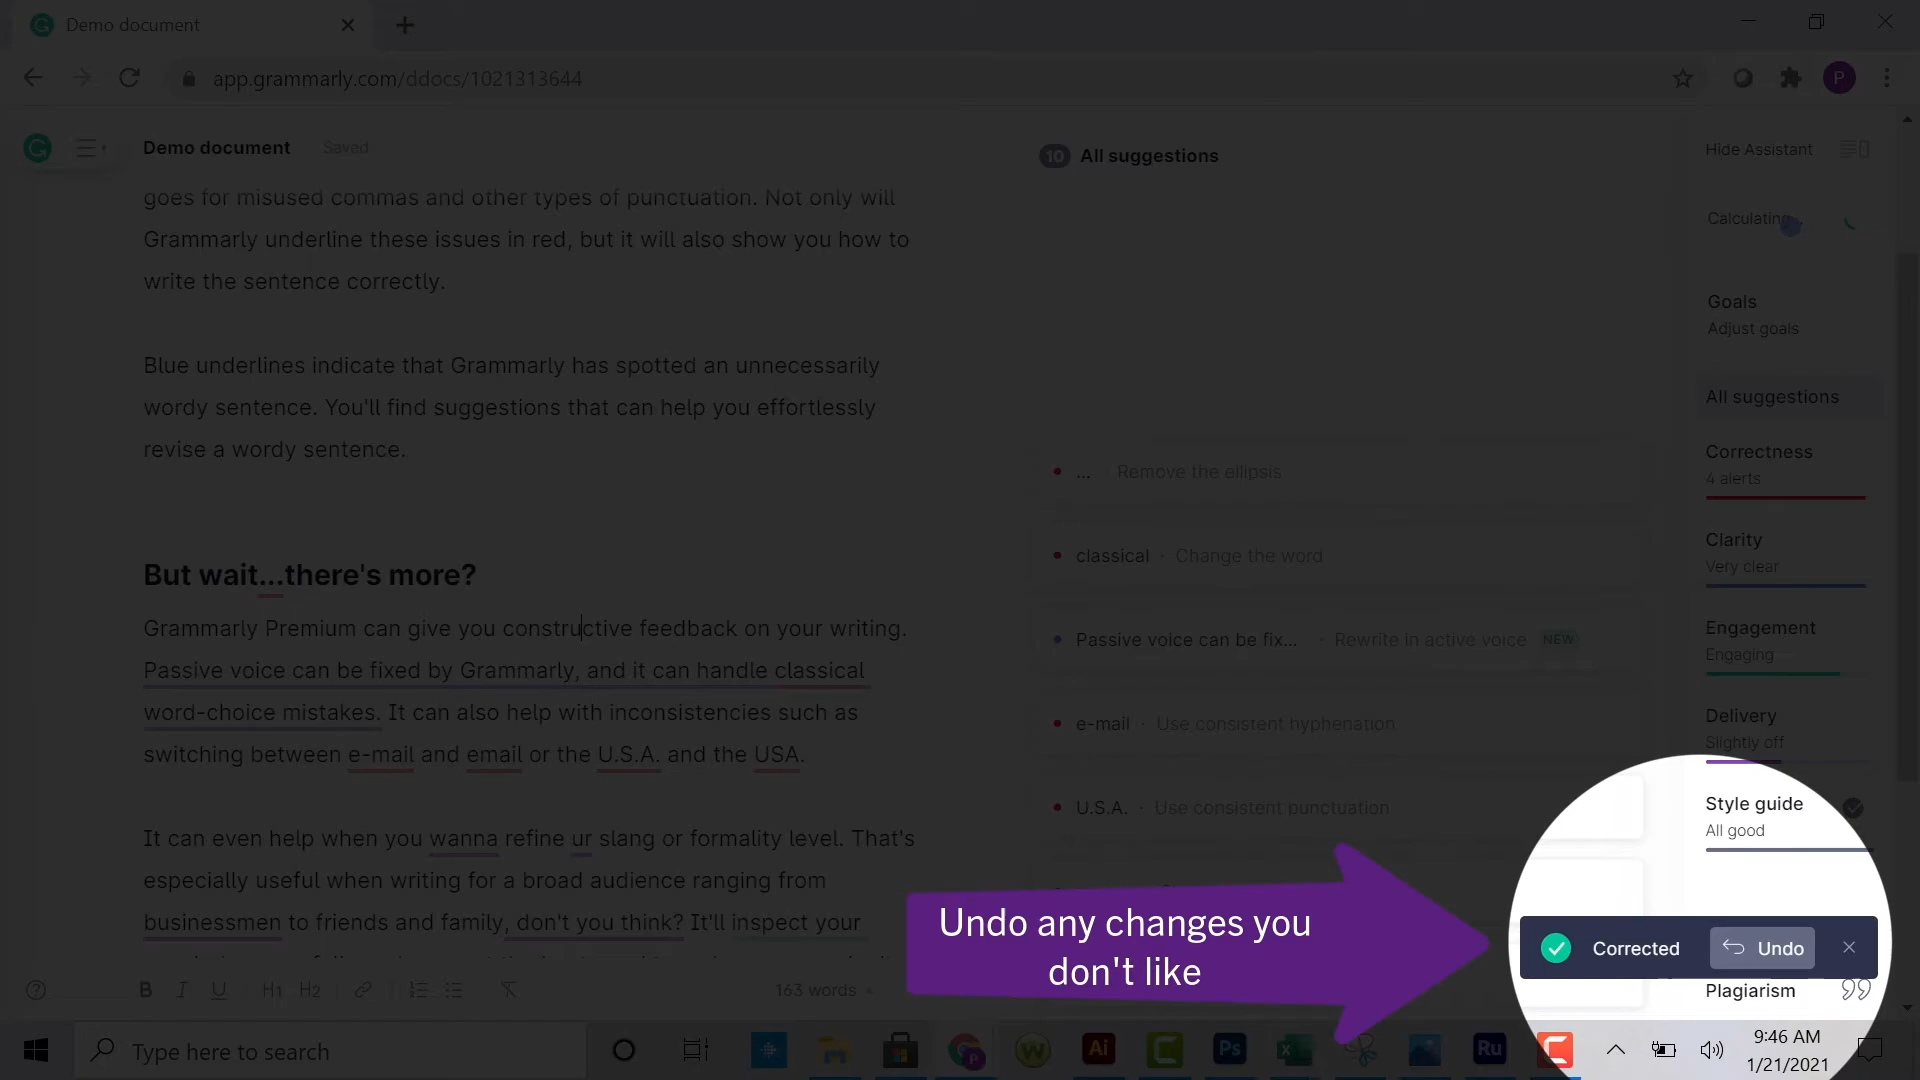 Demo document
app.grammarly.com/ddocs/1021313644
P
Demo document
Saved
goes for misused commas and other types of punctuation. Not only will
Grammarly underline these issues in red, but it will also show you how to
write the sentence correctly.
Blue underlines indicate that Grammarly has spotted an unnecessarily
wordy sentence. You'll find suggestions that can help you effortlessly
revise a wordy sentence.
But wait...there's more?
Grammarly Premium can give you constructive feedback on your writing.
Passive voice can be fixed by Grammarly, and it can handle classical
word-choice mistakes. It can also help with inconsistencies such as
switching between e-mail and email or the U.S.A. and the USA.
It can even help when you wanna refine ur slang or formality level. That's
especially useful when writing for a broad audience ranging from
businessmen to friends and family, don't you think? It'll inspect your
B I U H1 H2
163 words
10 All suggestions
... Remove the ellipsis
classical · Change the word
Passive voice can be fix... · Rewrite in active voice NEW
e-mail · Use consistent hyphenation
U.S.A. · Use consistent punctuation
Hide Assistant
Calculating
Goals
Adjust goals
All suggestions
Correctness
4 alerts
Clarity
Very clear
Engagement
Engaging
Delivery
Slightly off
Style guide
All good
Undo any changes you
don't like
Corrected
Undo
Plagiarism
Type here to search
Ai
Ps
Ru
9:46 AM
1/21/2021